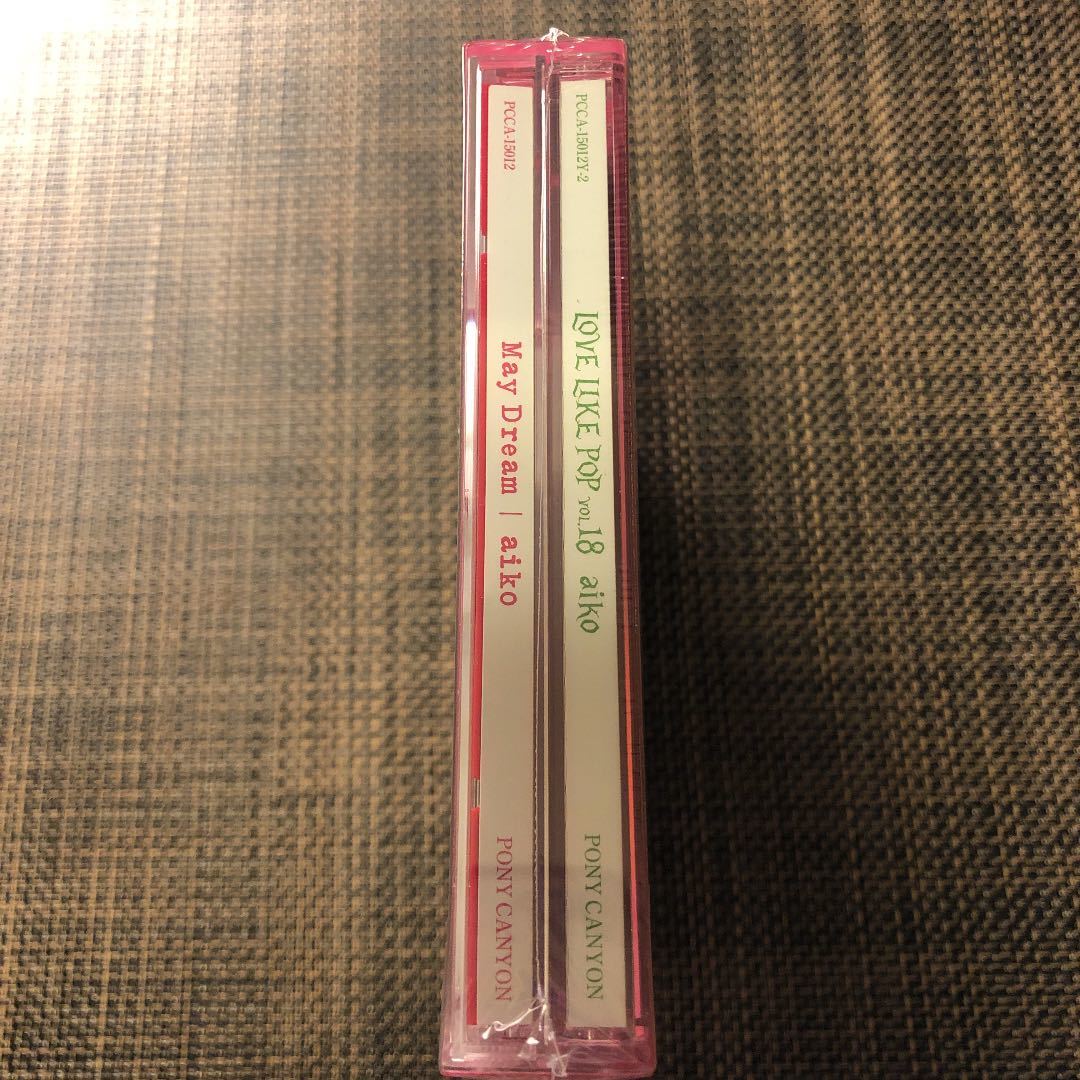 PCCA-15012
May Dream | aiko
PONY CANYON
PCCA-15012Y-2
LOVE LIKE POP VOL.18 aiko
PONY CANYON